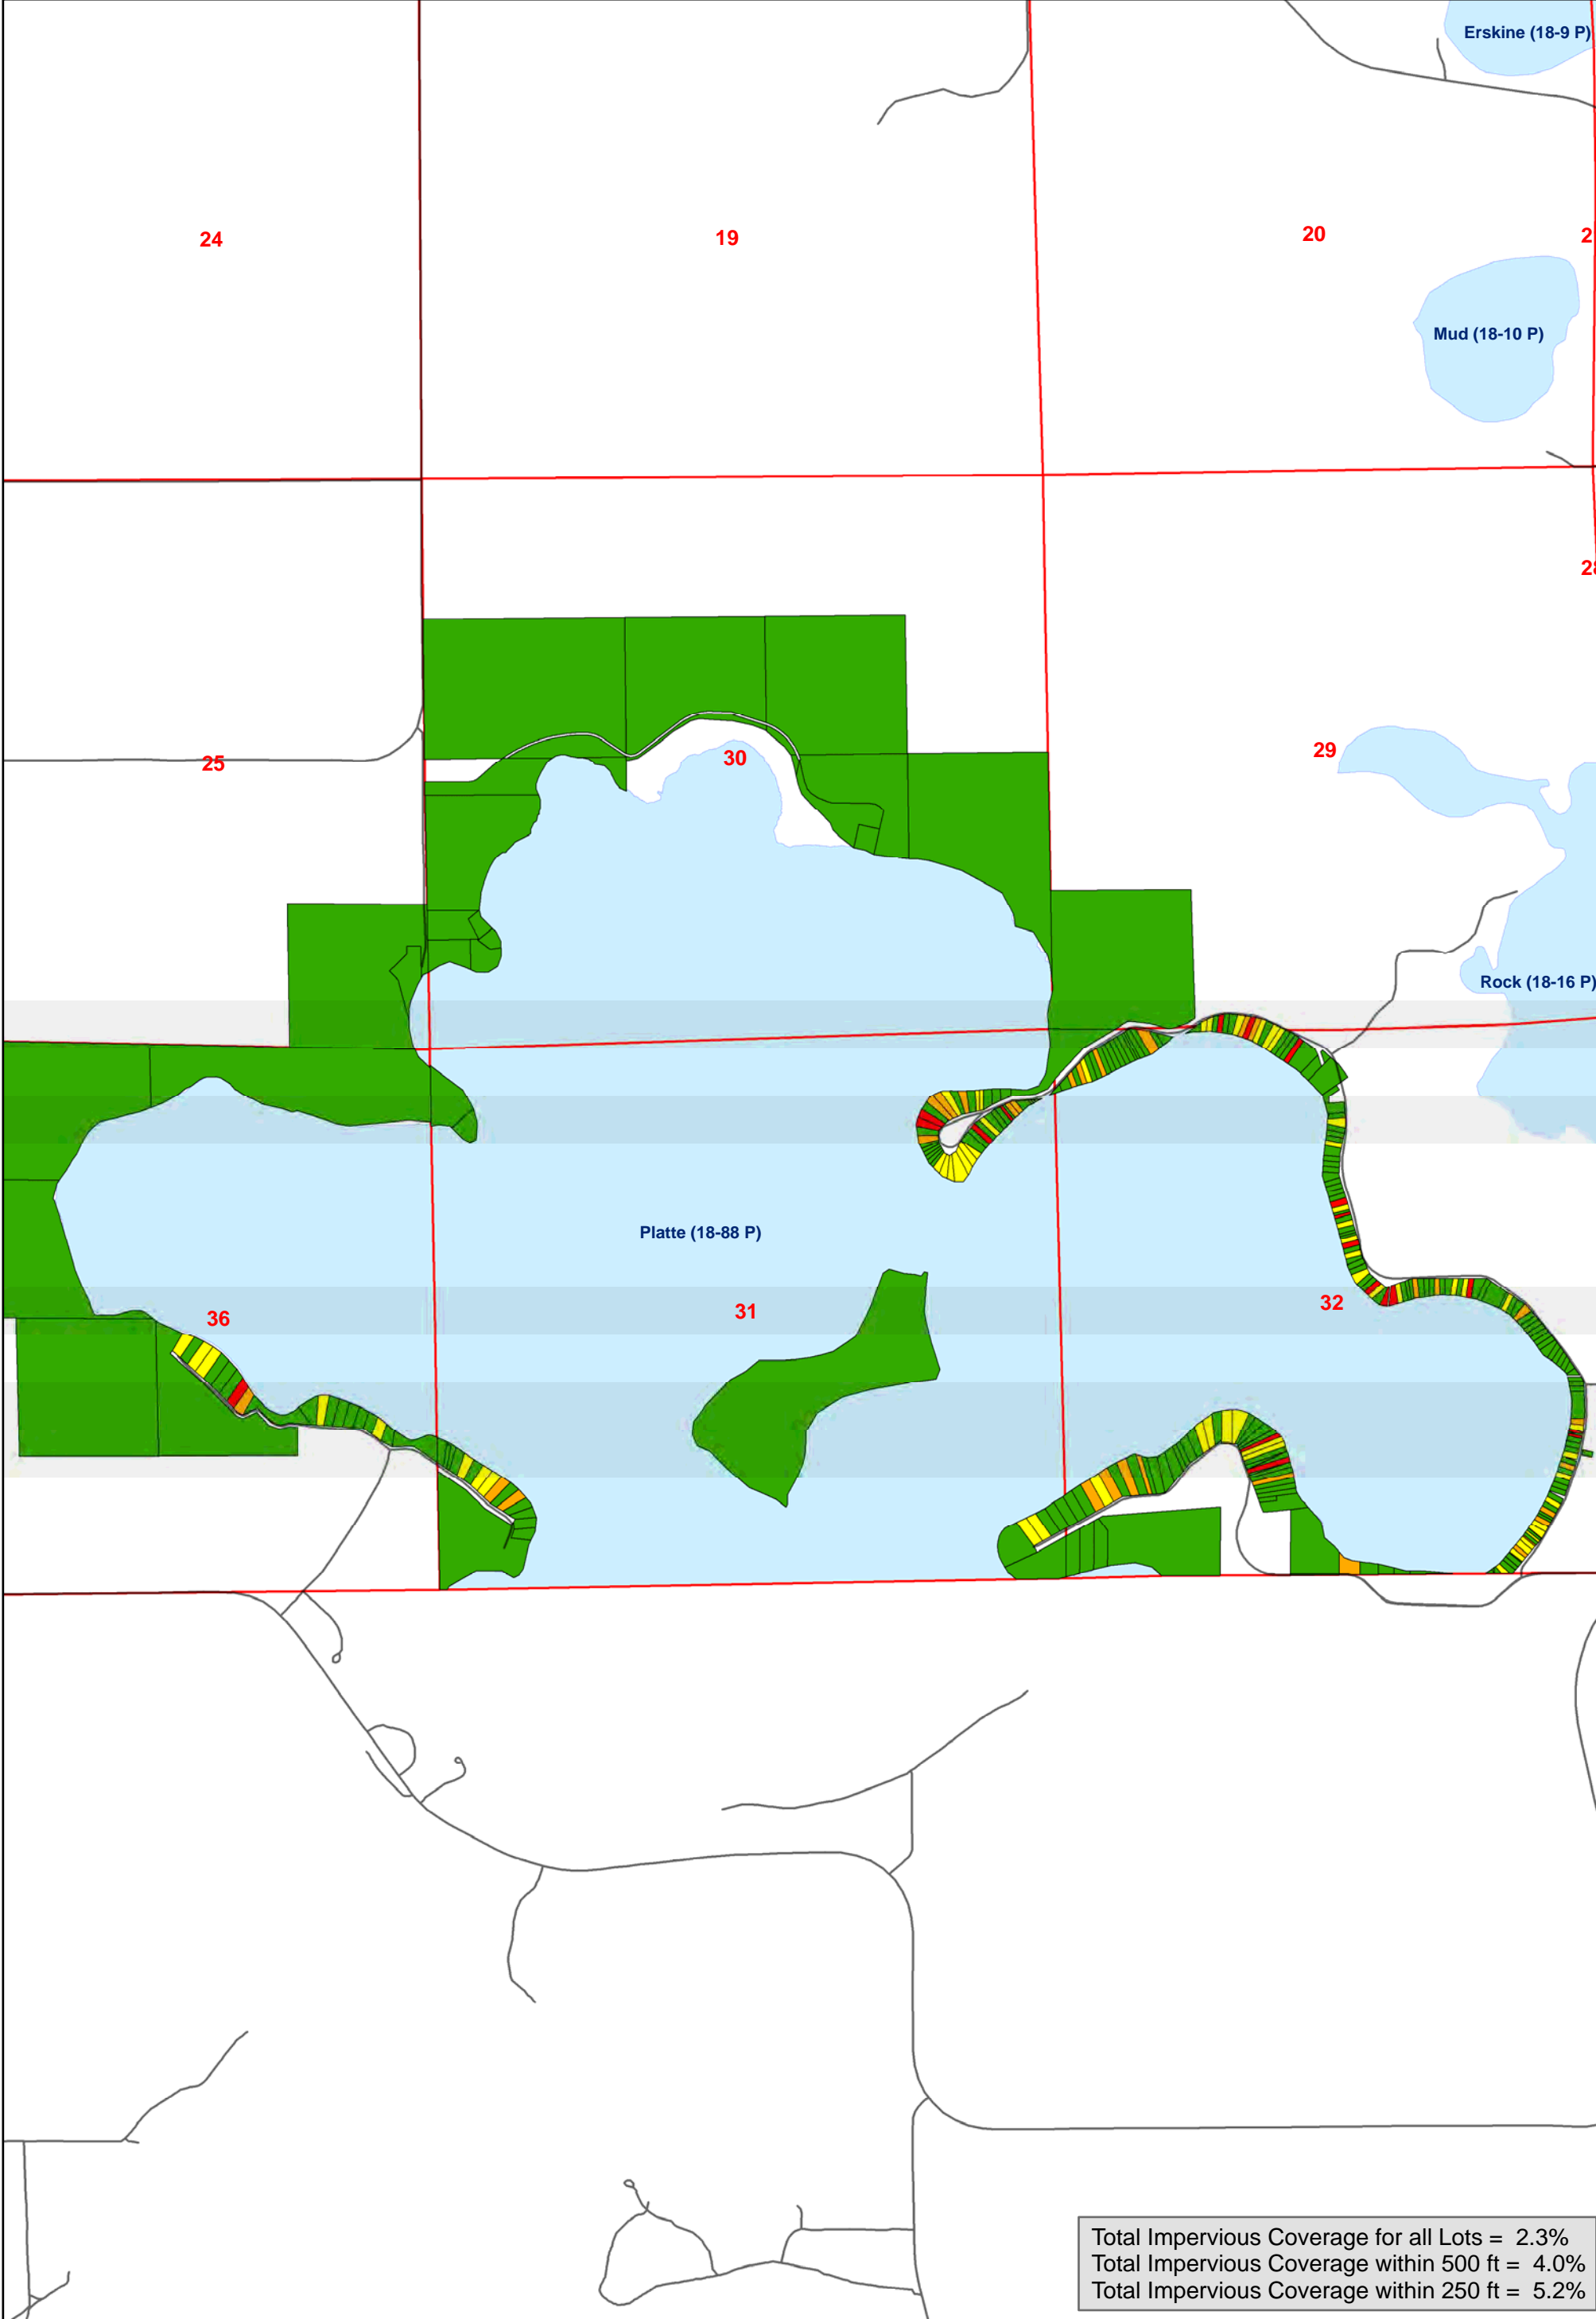 Erskine (18-9 P)
24
19
20
2
Mud (18-10 P)
28
25
30
29
Rock (18-16 P)
Platte (18-88 P)
36
31
32
Total Impervious Coverage for all Lots = 2.3%
Total Impervious Coverage within 500 ft = 4.0%
Total Impervious Coverage within 250 ft = 5.2%